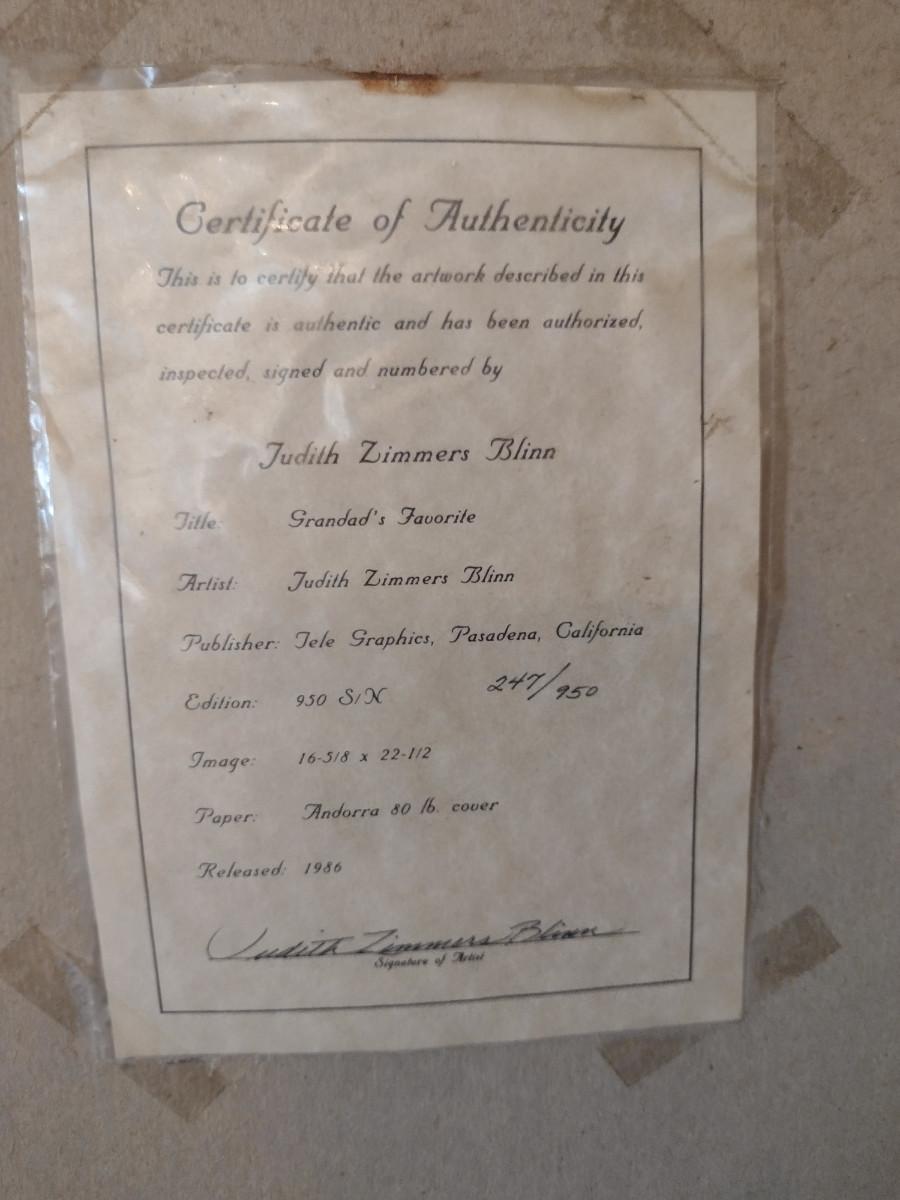 Certificate of Authenticity
This is to certify that the artwork described in this
certificate is authentic and has been authorized,
inspected, signed and numbered by
Judith Zimmers Blinn
Title: Grandad's Favorite
Artist: Judith Zimmers Blinn
Publisher: Tele Graphics, Pasadena, California
Edition: 950 S/N 247/950
Image: 16-5/8 x 22-1/2
Paper: Andorra 80 lb. cover
Released: 1986
Judith Zimmers Blinn
Signature of Artist